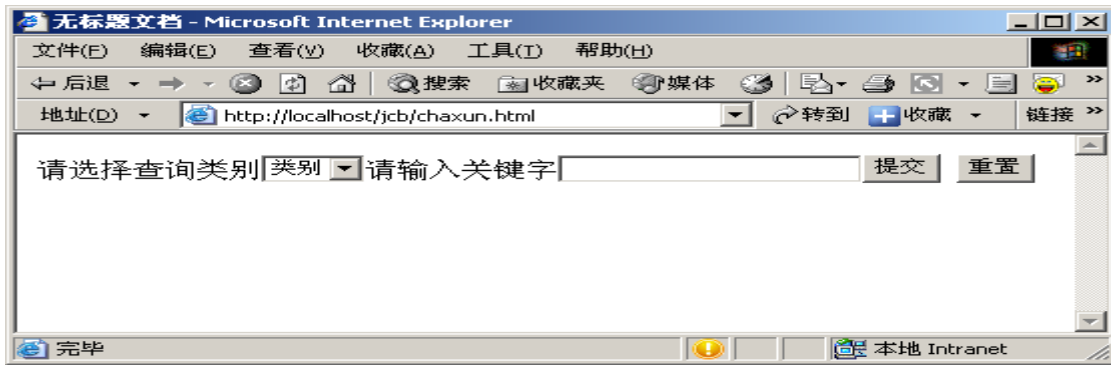 无标题文档 - Microsoft Internet Explorer
文件(F) 编辑(E) 查看(V) 收藏(A) 工具(T) 帮助(H)
后退 搜索 收藏夹 媒体 »
地址(D) http://localhost/jcb/chaxun.html 转到 收藏 链接 »
请选择查询类别 类别 请输入关键字 提交 重置
完毕 本地 Intranet